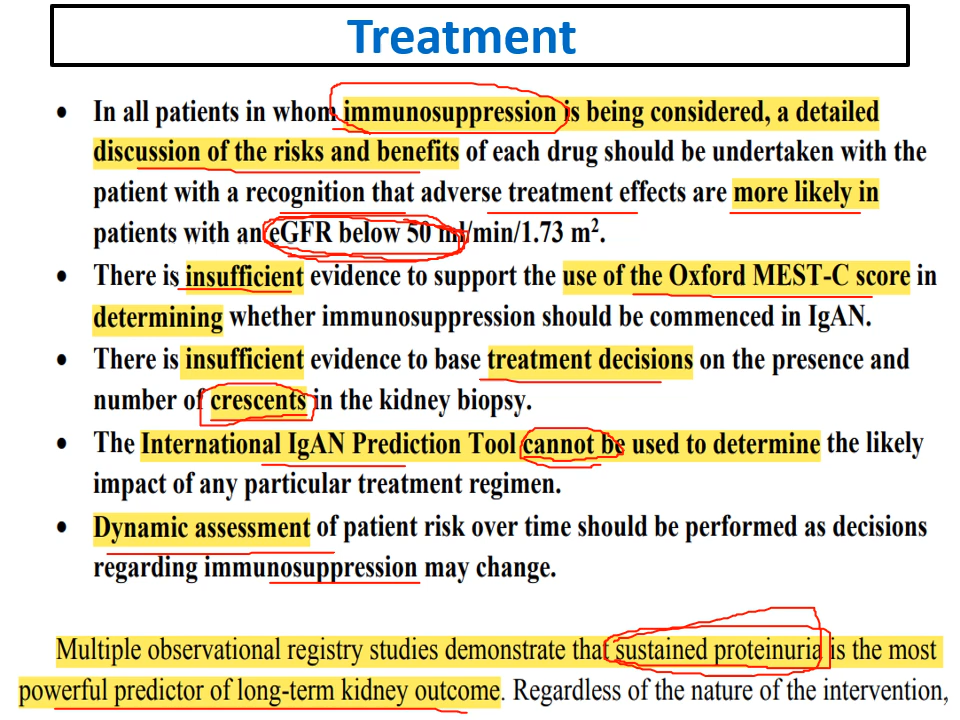 Treatment
• In all patients in whom immunosuppression is being considered, a detailed
discussion of the risks and benefits of each drug should be undertaken with the
patient with a recognition that adverse treatment effects are more likely in
patients with an eGFR below 50 ml/min/1.73 m².
• There is insufficient evidence to support the use of the Oxford MEST-C score in
determining whether immunosuppression should be commenced in IgAN.
• There is insufficient evidence to base treatment decisions on the presence and
number of crescents in the kidney biopsy.
• The International IgAN Prediction Tool cannot be used to determine the likely
impact of any particular treatment regimen.
• Dynamic assessment of patient risk over time should be performed as decisions
regarding immunosuppression may change.
Multiple observational registry studies demonstrate that sustained proteinuria is the most
powerful predictor of long-term kidney outcome. Regardless of the nature of the intervention,